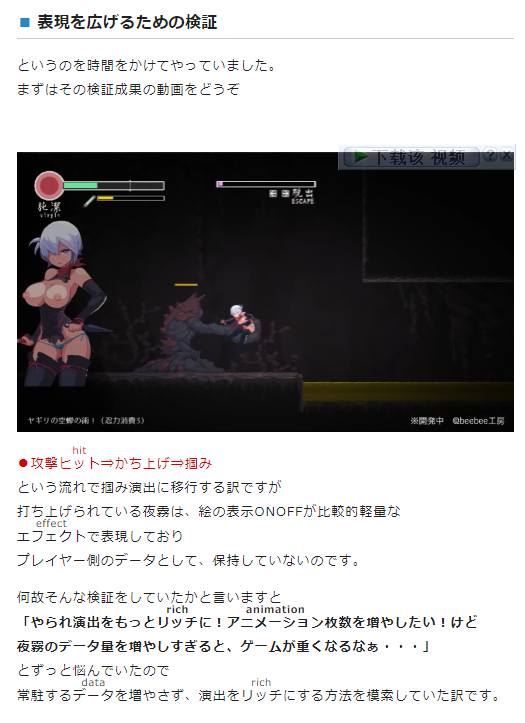 ■ 表現を広げるための検証
というのを時間をかけてやっていました。
まずはその検証成果の動画をどうぞ
下载该 视频 ? X
純潔
virgin
脱出
ESCAPE
ヤギリの空蝉の術！（忍力消費3）
※開発中 @beebee工房
hit
●攻撃ヒット⇒かち上げ⇒掴み
という流れで掴み演出に移行する訳ですが
打ち上げられている夜霧は、絵の表示ONOFFが比較的軽量な
effect
エフェクトで表現しており
プレイヤー側のデータとして、保持していないのです。
何故そんな検証をしていたかと言いますと
rich animation
「やられ演出をもっとリッチに！アニメーション枚数を増やしたい！けど
夜霧のデータ量を増やしすぎると、ゲームが重くなるなぁ・・・」
とずっと悩んでいたので
data rich
常駐するデータを増やさず、演出をリッチにする方法を模索していた訳です。